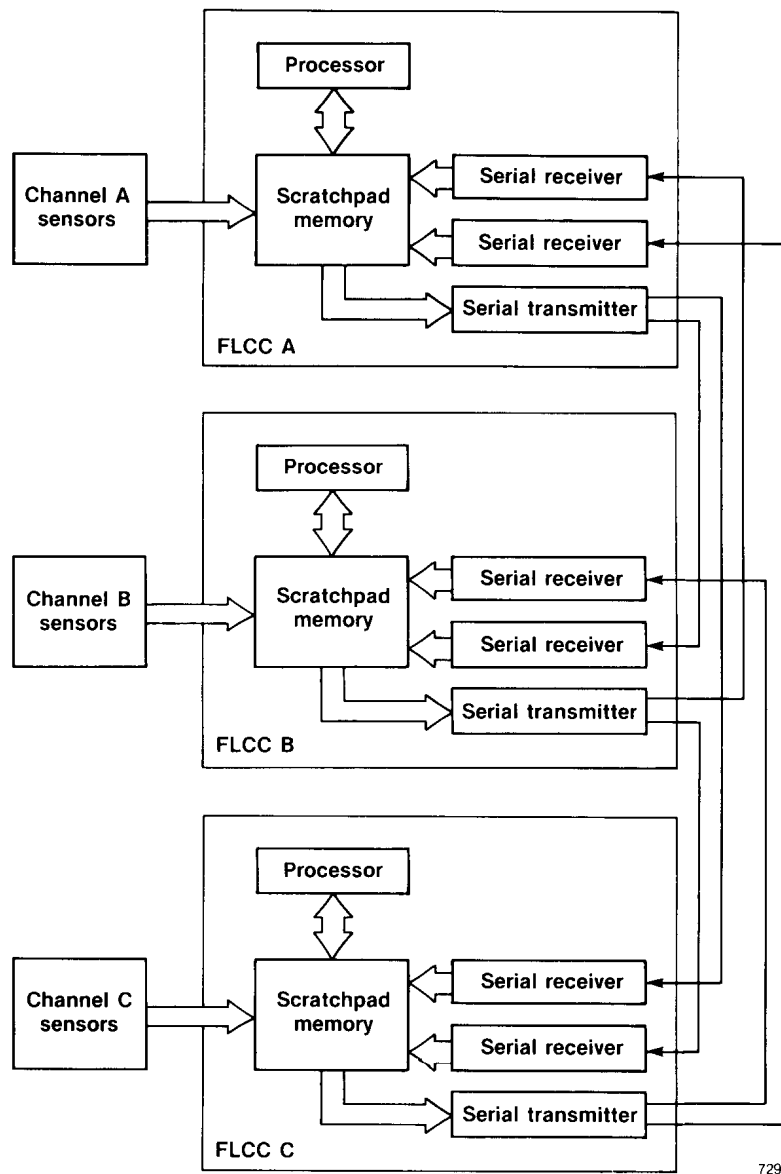 Processor
Channel A
sensors
Scratchpad
memory
Serial receiver
Serial receiver
Serial transmitter
FLCC A
Processor
Channel B
sensors
Scratchpad
memory
Serial receiver
Serial receiver
Serial transmitter
FLCC B
Processor
Channel C
sensors
Scratchpad
memory
Serial receiver
Serial receiver
Serial transmitter
FLCC C
729